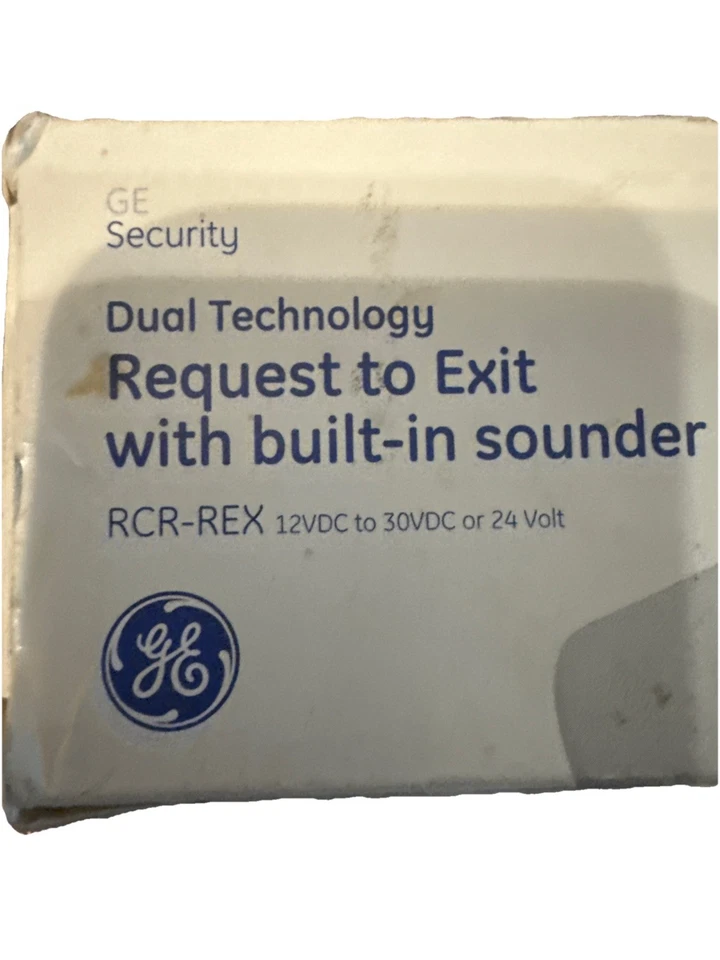 GE
Security
Dual Technology
Request to Exit
with built-in sounder
RCR-REX 12VDC to 30VDC or 24 Volt
GE